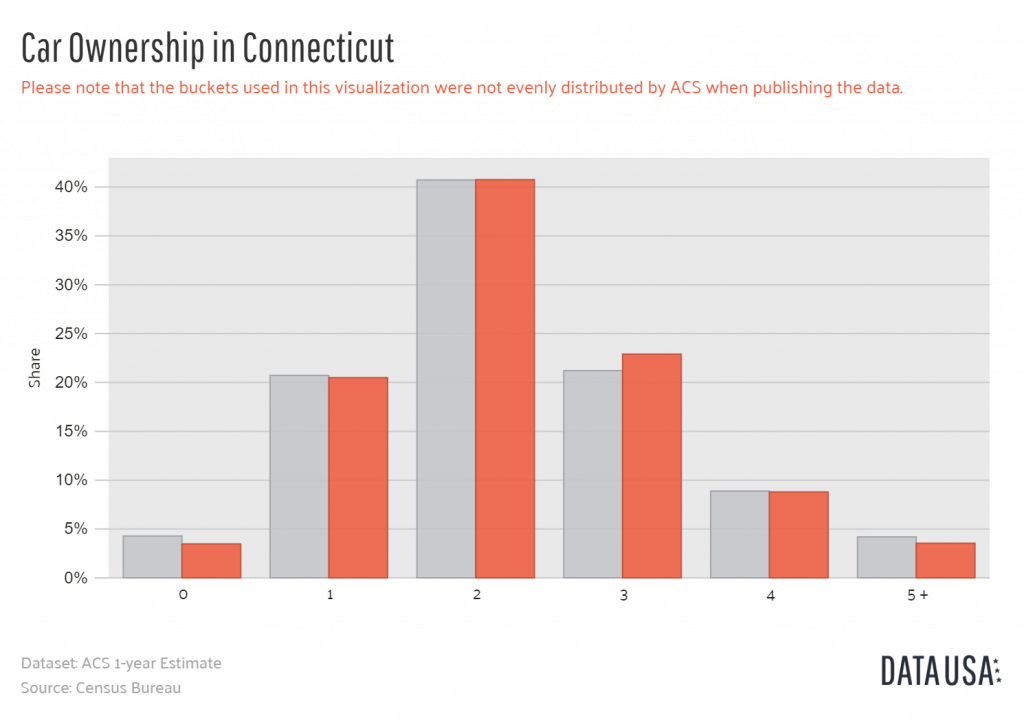 Car Ownership in Connecticut
Please note that the buckets used in this visualization were not evenly distributed by ACS when publishing the data.
40%
35%
30%
25%
20%
15%
10%
5%
0%
Share
0 1 2 3 4 5 +
Dataset: ACS 1-year Estimate
Source: Census Bureau
DATA USA